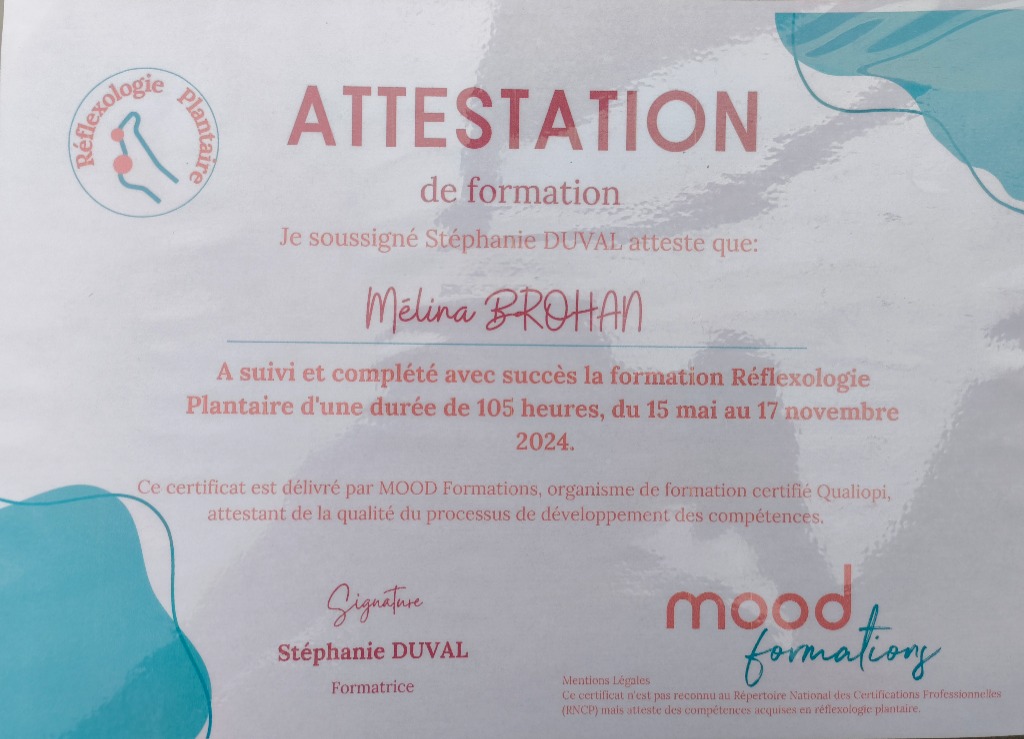 Réflexologie Plantaire
ATTESTATION
de formation
Je soussigné Stéphanie DUVAL atteste que:
Mélina BROHAN
A suivi et complété avec succès la formation Réflexologie
Plantaire d'une durée de 105 heures, du 15 mai au 17 novembre
2024.
Ce certificat est délivré par MOOD Formations, organisme de formation certifié Qualiopi,
attestant de la qualité du processus de développement des compétences.
Signature
Stéphanie DUVAL
Formatrice
mood
formations
Mentions Légales
Ce certificat n'est pas reconnu au Répertoire National des Certifications Professionnelles
(RNCP) mais atteste des compétences acquises en réflexologie plantaire.